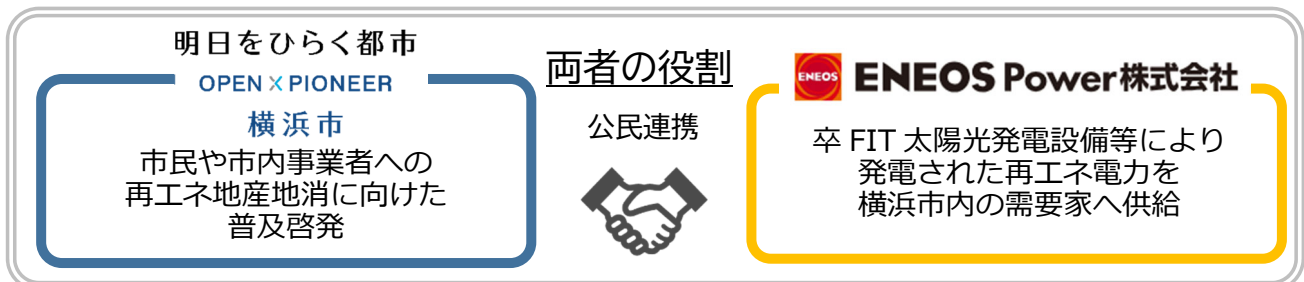 明日をひらく都市
OPEN X PIONEER
横浜市
市民や市内事業者への
再エネ地産地消に向けた
普及啓発
両者の役割
公民連携
ENEOS
ENEOS Power株式会社
卒 FIT 太陽光発電設備等により
発電された再エネ電力を
横浜市内の需要家へ供給